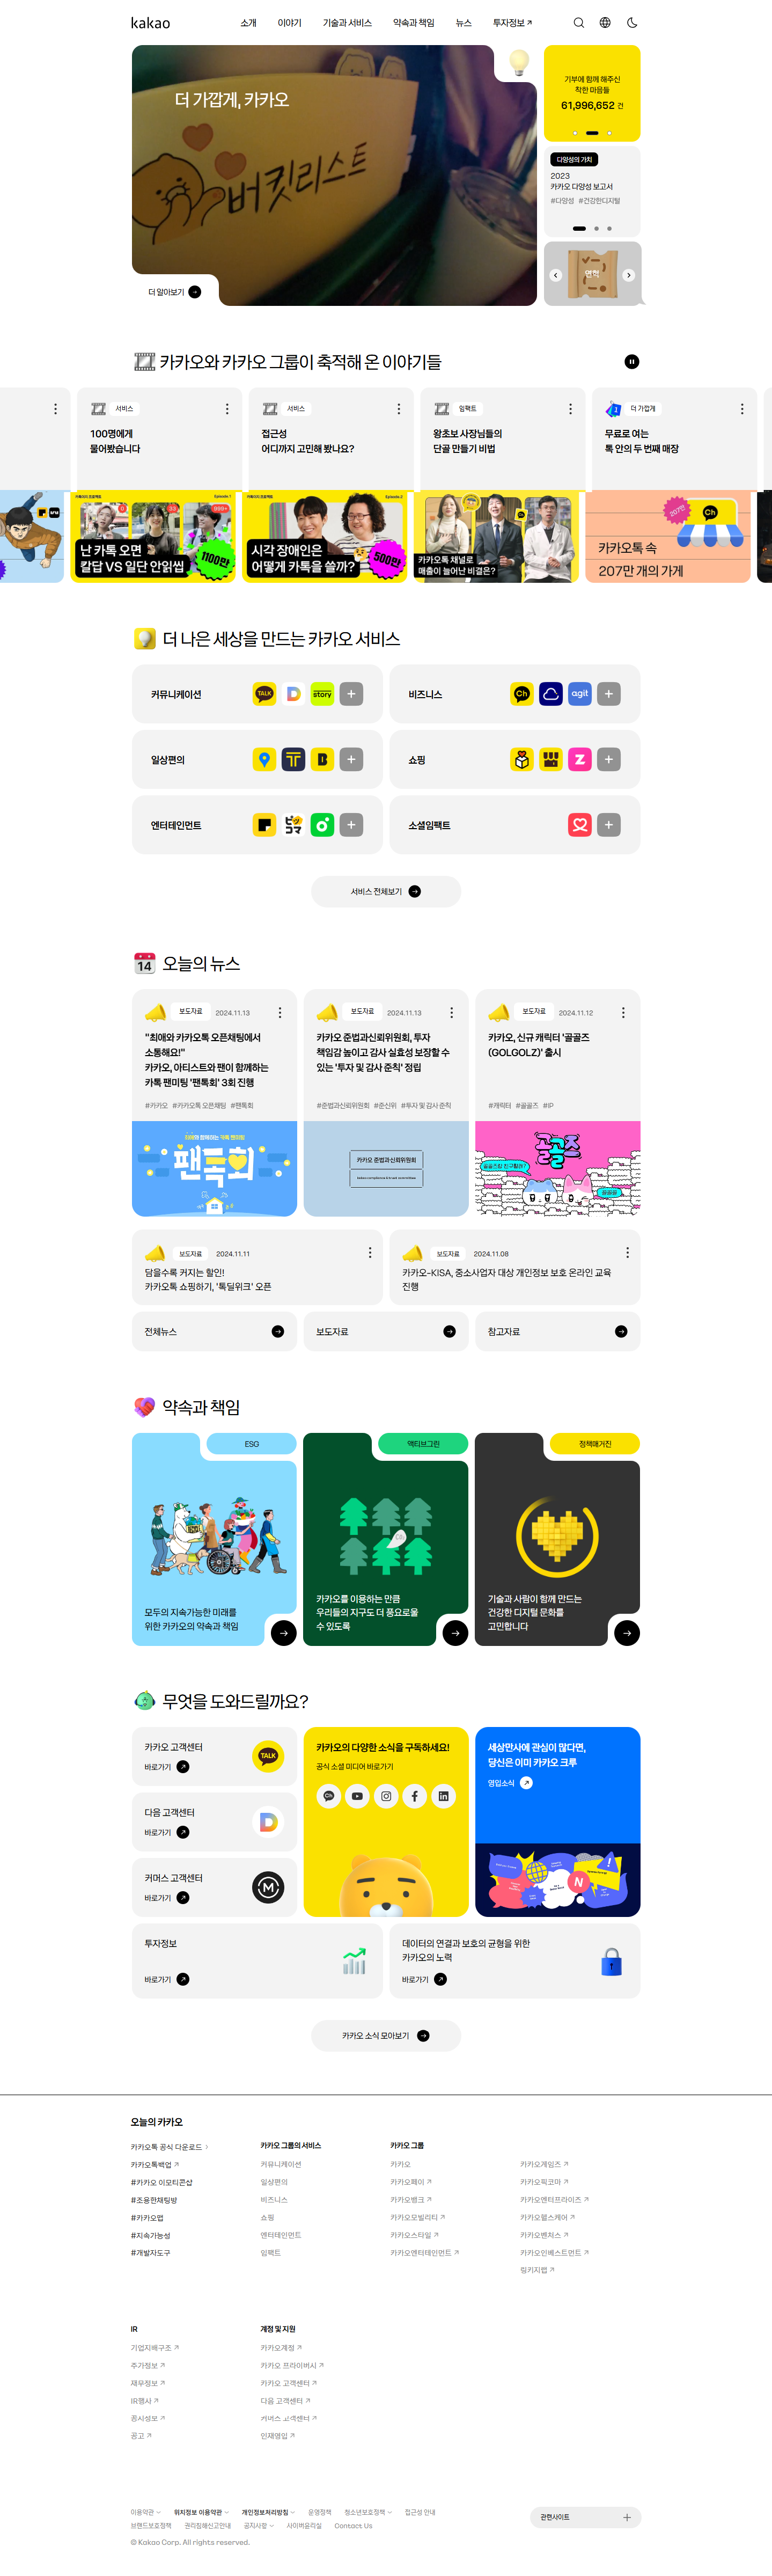 kakao
소개
이야기
기술과 서비스
약속과 책임
뉴스
투자정보
더 가깝게, 카카오
버킷리스트
더 알아보기
기부에 함께 해주신
착한 마음들
61,996,652 건
다양성의 가치
2023
카카오 다양성 보고서
#다양성 #건강한디지털
면학
카카오와 카카오 그룹이 축적해 온 이야기들
서비스
100명에게
물어봤습니다
Episode.1
0
33
999+
난 카톡 오면
칼답 VS 일단 안읽씹
1100만
서비스
접근성
어디까지 고민해 봤나요?
Episode.2
시각 장애인은
어떻게 카톡을 쓸까?
500만
임팩트
왕초보 사장님들의
단골 만들기 비법
Ch
카카오톡 채널로
매출이 늘어난 비결은?
더 가깝게
무료로 여는
톡 안의 두 번째 매장
207만
Ch
카카오톡 속
207만 개의 가게
더 나은 세상을 만드는 카카오 서비스
커뮤니케이션
TALK
story
비즈니스
Ch
agit
일상편의
T
B
쇼핑
Z
엔터테인먼트
ピッコマ
소셜임팩트
서비스 전체보기
14
오늘의 뉴스
보도자료
2024.11.13
"최애와 카카오톡 오픈채팅에서
소통해요!"
카카오, 아티스트와 팬이 함께하는
카톡 팬미팅 '팬톡회' 3회 진행
#카카오 #카카오톡 오픈채팅 #팬톡회
팬톡회
보도자료
2024.11.13
카카오 준법과신뢰위원회, 투자
책임감 높이고 감사 실효성 보장할 수
있는 '투자 및 감사 준칙' 정립
#준법과신뢰위원회 #준신위 #투자 및 감사 준칙
카카오 준법과신뢰위원회
보도자료
2024.11.12
카카오, 신규 캐릭터 '골골즈
(GOLGOLZ)' 출시
#캐릭터 #골골즈 #IP
골골즈
보도자료
2024.11.11
담을수록 커지는 할인!
카카오톡 쇼핑하기, '톡딜위크' 오픈
보도자료
2024.11.08
카카오-KISA, 중소사업자 대상 개인정보 보호 온라인 교육
진행
전체뉴스
보도자료
참고자료
약속과 책임
ESG
모두의 지속가능한 미래를
위한 카카오의 약속과 책임
액티브그린
카카오를 이용하는 만큼
우리들의 지구도 더 풍요로울
수 있도록
정책매거진
기술과 사람이 함께 만드는
건강한 디지털 문화를
고민합니다
무엇을 도와드릴까요?
카카오 고객센터
바로가기
TALK
다음 고객센터
바로가기
커머스 고객센터
바로가기
카카오의 다양한 소식을 구독하세요!
공식 소셜 미디어 바로가기
세상만사에 관심이 많다면,
당신은 이미 카카오 크루
영입소식
N
투자정보
바로가기
데이터의 연결과 보호의 균형을 위한
카카오의 노력
바로가기
카카오 소식 모아보기
오늘의 카카오
카카오톡 공식 다운로드
카카오톡백업
#카카오 이모티콘샵
#조용한채팅방
#카카오맵
#지속가능성
#개발자도구
카카오 그룹의 서비스
커뮤니케이션
일상편의
비즈니스
쇼핑
엔터테인먼트
임팩트
카카오 그룹
카카오
카카오페이
카카오뱅크
카카오모빌리티
카카오스타일
카카오엔터테인먼트
카카오게임즈
카카오픽코마
카카오엔터프라이즈
카카오헬스케어
카카오벤처스
카카오인베스트먼트
링키지랩
IR
기업지배구조
주가정보
재무정보
IR행사
공시정보
공고
계정 및 지원
카카오계정
카카오 프라이버시
카카오 고객센터
다음 고객센터
커머스 고객센터
인재영입
이용약관
위치정보 이용약관
개인정보처리방침
운영정책
청소년보호정책
접근성 안내
브랜드보호정책
권리침해신고안내
공지사항
사이버윤리실
Contact Us
© Kakao Corp. All rights reserved.
관련사이트